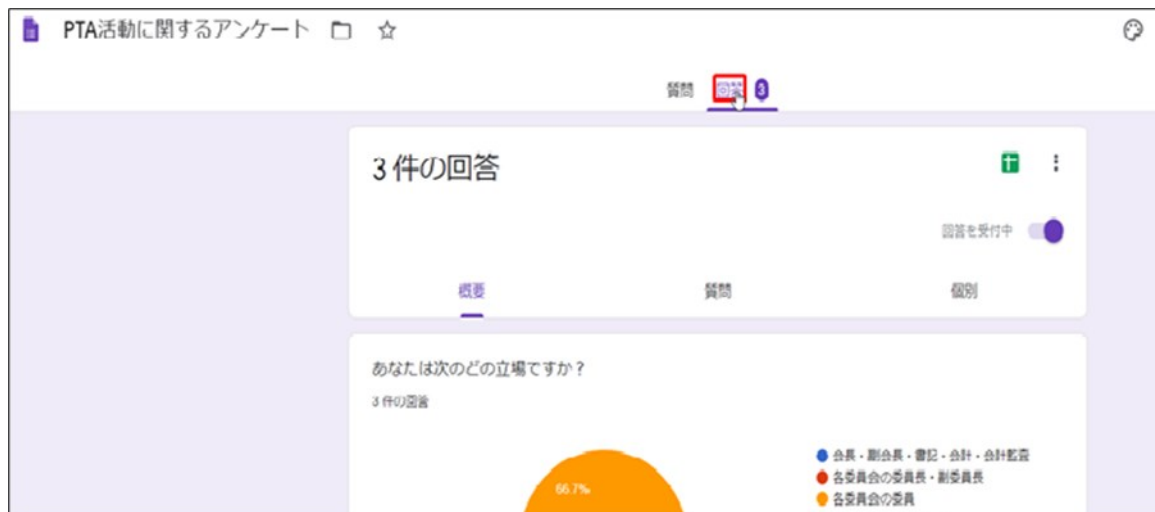 PTA活動に関するアンケート
質問 回答 3
3 件の回答
回答を受付中
概要 質問 個別
あなたは次のどの立場ですか？
3 件の回答
会長・副会長・書記・会計・会計監査
各委員会の委員長・副委員長
66.7%
各委員会の委員